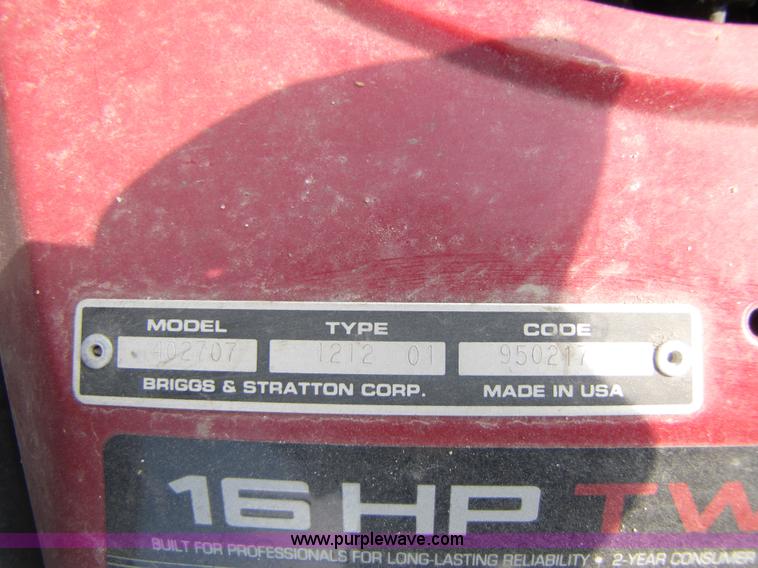 MODEL TYPE CODE
402707 1212 01 950217
BRIGGS & STRATTON CORP. MADE IN USA
16 HP TW
BUILT FOR PROFESSIONALS FOR LONG-LASTING RELIABILITY • 2-YEAR CONSUMER
www.purplewave.com